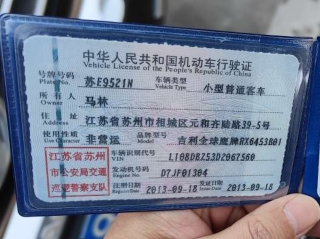 中华人民共和国机动车行驶证
Vehicle License of the People's Republic of China
号牌号码 苏E9521N 车辆类型 小型普通客车
Plate No. Vehicle Type
所有人 马林
Owner
住址 江苏省苏州市相城区元和齐陆路39-5号
Address
使用性质 非营运 品牌型号 吉利全球鹰牌RX6453801
Use Character Model
江苏省苏州 车辆识别代号 L108DBZ53D2067560
VIN
市公安局交通 发动机号码 D7JF01304
Engine No.
巡逻警察支队 注册日期 2013-09-18 发证日期 2013-09-18
Register Date Issue Date